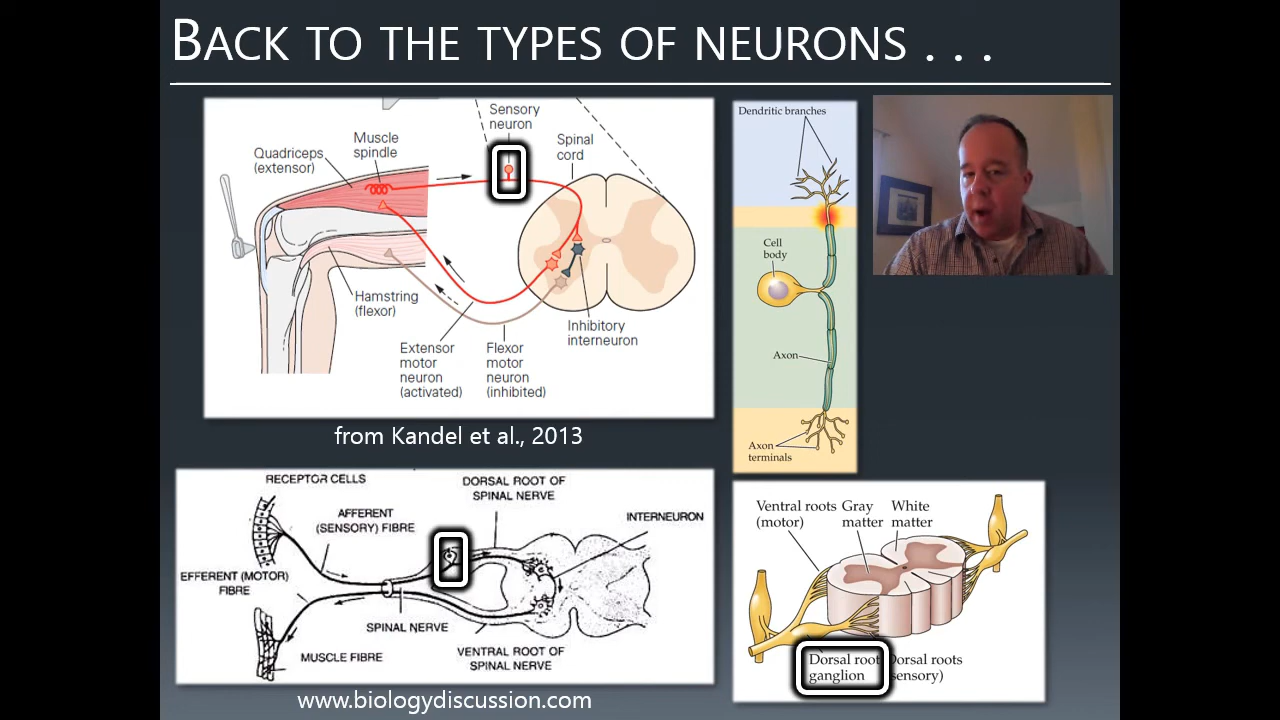 BACK TO THE TYPES OF NEURONS . . .
Sensory
neuron
Muscle
spindle
Spinal
cord
Quadriceps
(extensor)
Hamstring
(flexor)
Inhibitory
interneuron
Extensor
motor
neuron
(activated)
Flexor
motor
neuron
(inhibited)
from Kandel et al., 2013
Dendritic branches
Cell
body
Axon
Axon
terminals
RECEPTOR CELLS
DORSAL ROOT OF
SPINAL NERVE
AFFERENT
(SENSORY) FIBRE
INTERNEURON
EFFERENT (MOTOR)
FIBRE
SPINAL NERVE
MUSCLE FIBRE
VENTRAL ROOT OF
SPINAL NERVE
www.biologydiscussion.com
Ventral roots
(motor)
Gray
matter
White
matter
Dorsal root
ganglion
Dorsal roots
sensory)